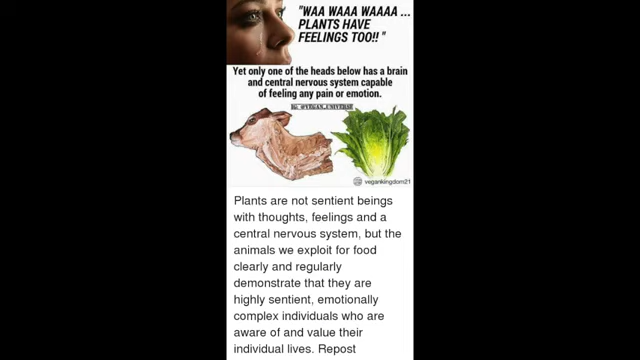 "WAA WAAA WAAAA ...
PLANTS HAVE
FEELINGS TOO!! "
Yet only one of the heads below has a brain
and central nervous system capable
of feeling any pain or emotion.
IG: @VEGAN_UNIVERSE
vegankingdom21
Plants are not sentient beings
with thoughts, feelings and a
central nervous system, but the
animals we exploit for food
clearly and regularly
demonstrate that they are
highly sentient, emotionally
complex individuals who are
aware of and value their
individual lives. Repost